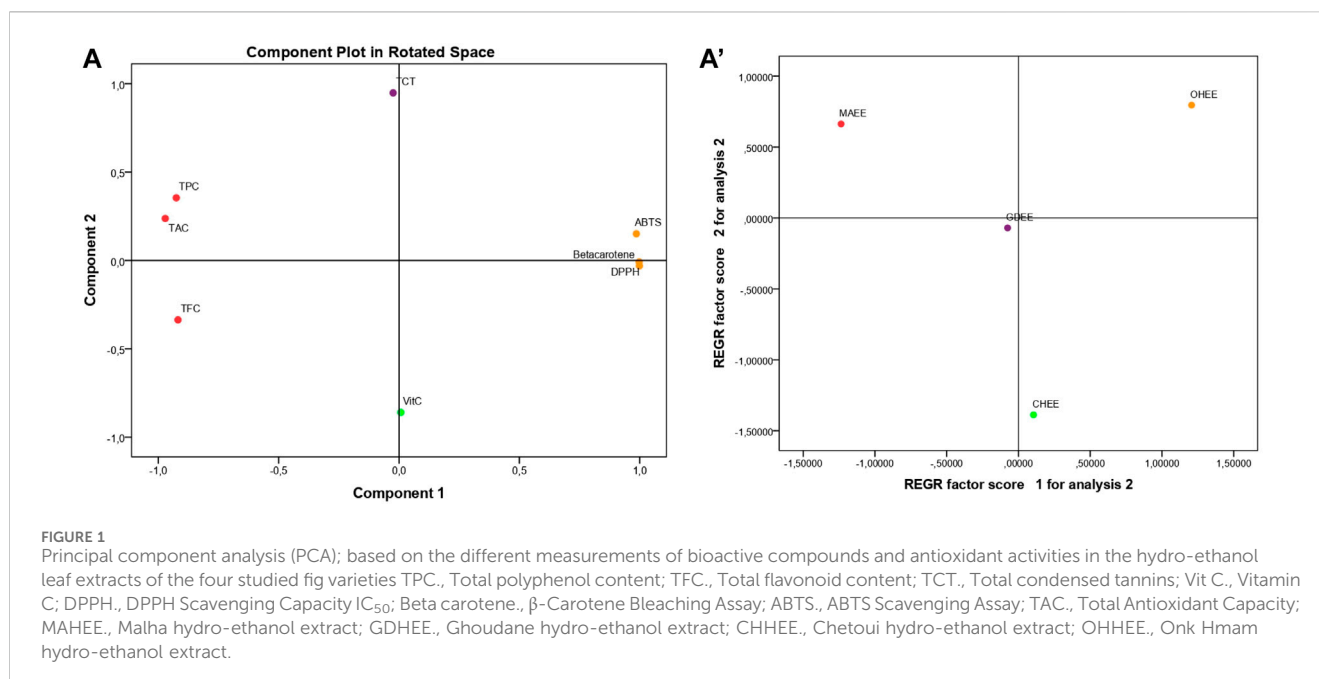 A
Component Plot in Rotated Space
Component 2
1,0
0,5
0,0
-0,5
-1,0
TCT
TPC
TAC
ABTS
Betacarotene
DPPH
TFC
VitC
-1,0 -0,5 0,0 0,5 1,0
Component 1
A’
REGR factor score 2 for analysis 2
1,00000
,50000
,00000
-,50000
-1,00000
-1,50000
OHEE
MAEE
GDEE
CHEE
-1,50000 -1,00000 -,50000 ,00000 ,50000 1,00000 1,50000
REGR factor score 1 for analysis 2
FIGURE 1
Principal component analysis (PCA); based on the different measurements of bioactive compounds and antioxidant activities in the hydro-ethanol
leaf extracts of the four studied fig varieties TPC., Total polyphenol content; TFC., Total flavonoid content; TCT., Total condensed tannins; Vit C., Vitamin
C; DPPH., DPPH Scavenging Capacity IC50; Beta carotene., β-Carotene Bleaching Assay; ABTS., ABTS Scavenging Assay; TAC., Total Antioxidant Capacity;
MAHEE., Malha hydro-ethanol extract; GDHEE., Ghoudane hydro-ethanol extract; CHHEE., Chetoui hydro-ethanol extract; OHHEE., Onk Hmam
hydro-ethanol extract.